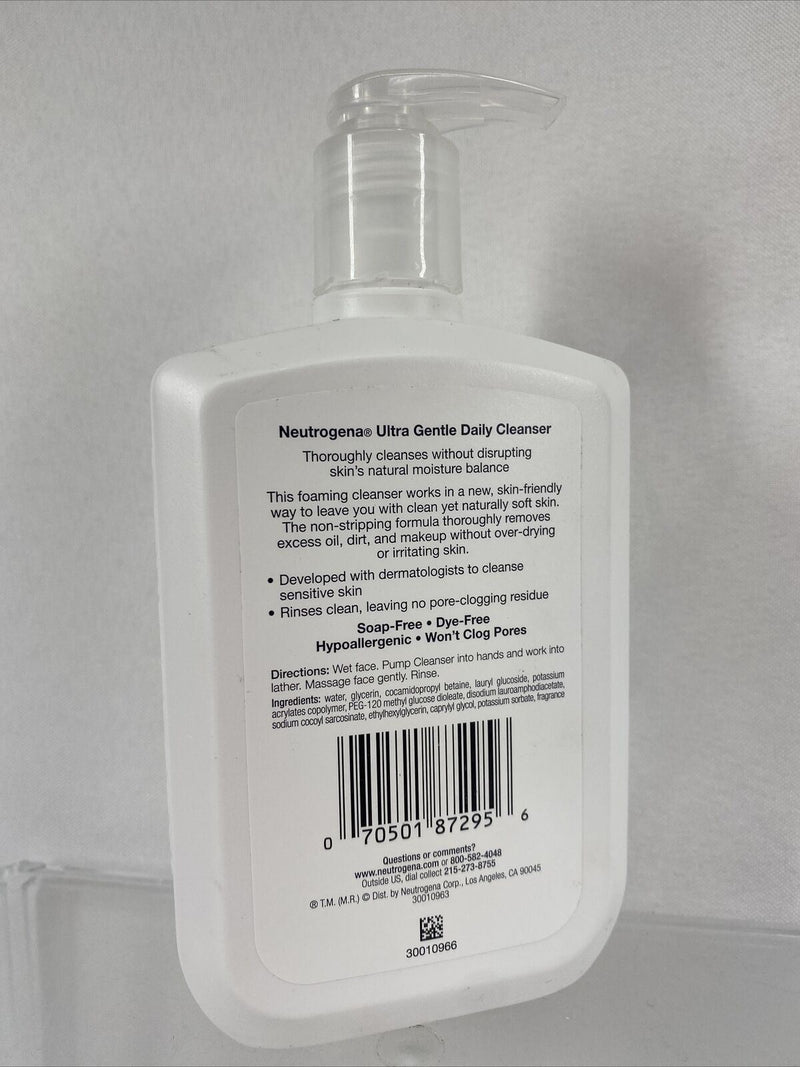 Neutrogena® Ultra Gentle Daily Cleanser
Thoroughly cleanses without disrupting
skin's natural moisture balance
This foaming cleanser works in a new, skin-friendly
way to leave you with clean yet naturally soft skin.
The non-stripping formula thoroughly removes
excess oil, dirt, and makeup without over-drying
or irritating skin.
• Developed with dermatologists to cleanse
sensitive skin
• Rinses clean, leaving no pore-clogging residue
Soap-Free • Dye-Free
Hypoallergenic • Won't Clog Pores
Directions: Wet face. Pump Cleanser into hands and work into
lather. Massage face gently. Rinse.
Ingredients: water, glycerin, cocamidopropyl betaine, lauryl glucoside, potassium
acrylates copolymer, PEG-120 methyl glucose dioleate, disodium lauroamphodiacetate,
sodium cocoyl sarcosinate, ethylhexylglycerin, caprylyl glycol, potassium sorbate, fragrance
0 70501 87295 6
Questions or comments?
www.neutrogena.com or 800-582-4048
Outside US, dial collect 215-273-8755
® T.M. (M.R.) © Dist. by Neutrogena Corp., Los Angeles, CA 90045
30010963
30010966